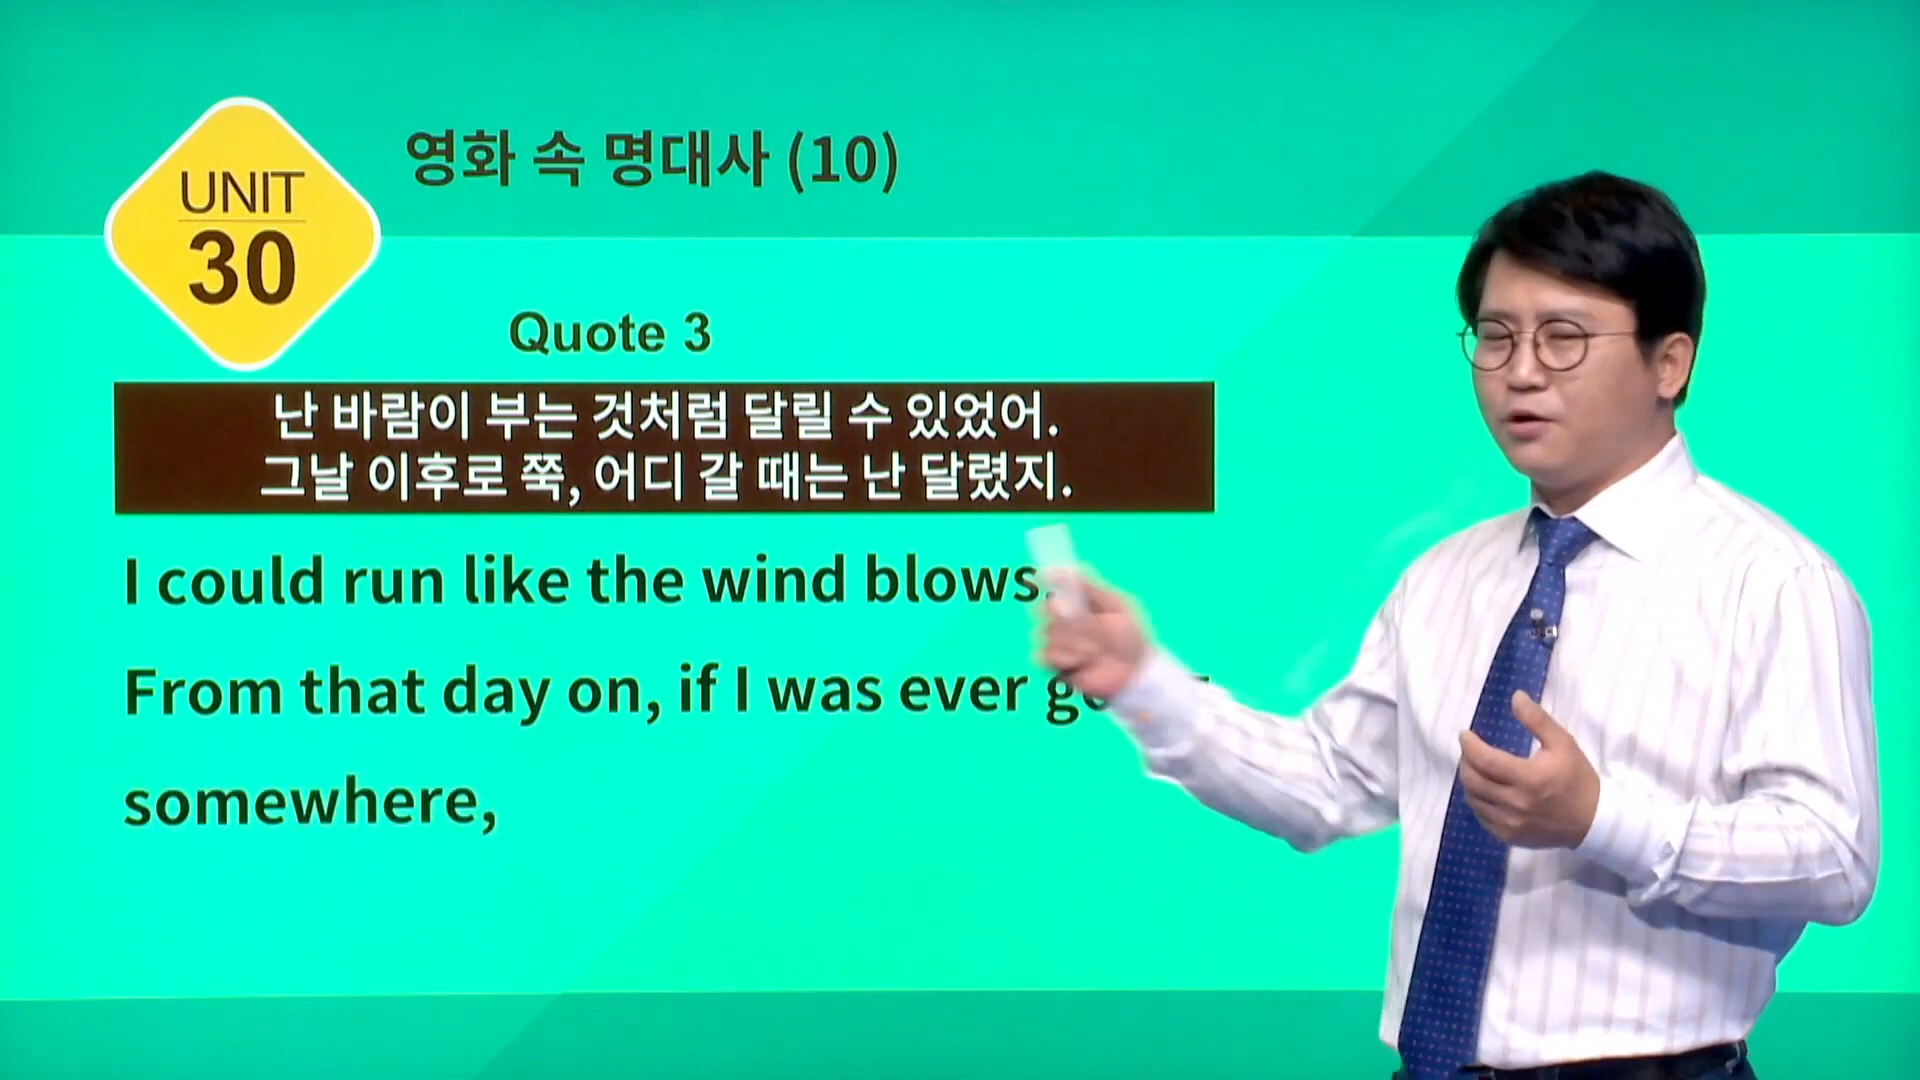 UNIT
30
영화 속 명대사 (10)
Quote 3
난 바람이 부는 것처럼 달릴 수 있었어.
그날 이후로 쭉, 어디 갈 때는 난 달렸지.
I could run like the wind blows.
From that day on, if I was ever
somewhere,